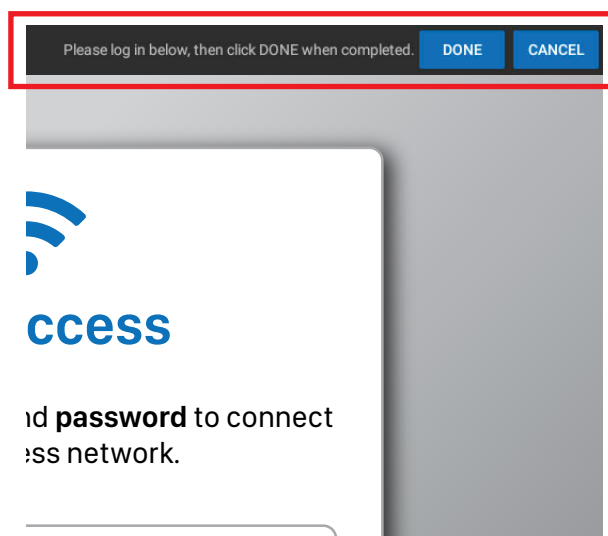 Please log in below, then click DONE when completed. DONE CANCEL
ccess
nd password to connect
ess network.